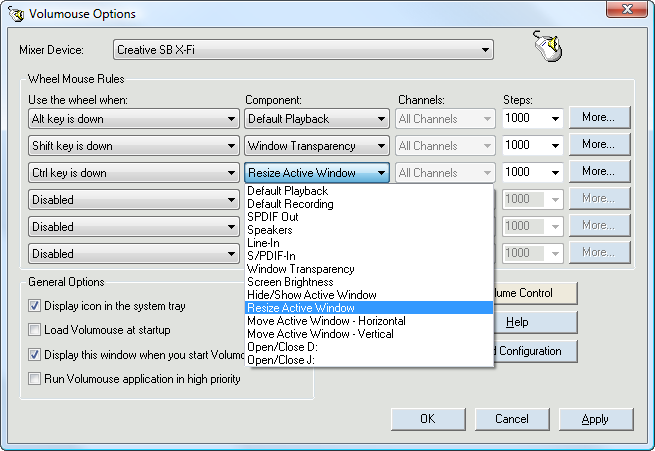 Volumouse Options
Mixer Device: Creative SB X-Fi
Wheel Mouse Rules
Use the wheel when: Component: Channels: Steps:
Alt key is down Default Playback All Channels 1000 More...
Shift key is down Window Transparency All Channels 1000 More...
Ctrl key is down Resize Active Window All Channels 1000 More...
Disabled 1000 More...
Disabled 1000 More...
Disabled 1000 More...
Default Playback
Default Recording
SPDIF Out
Speakers
Line-In
S/PDIF-In
Window Transparency
Screen Brightness
Hide/Show Active Window
Resize Active Window
Move Active Window - Horizontal
Move Active Window - Vertical
Open/Close D:
Open/Close J:
General Options
Display icon in the system tray
Load Volumouse at startup
Display this window when you start Volumo
Run Volumouse application in high priority
lume Control
Help
d Configuration
OK Cancel Apply